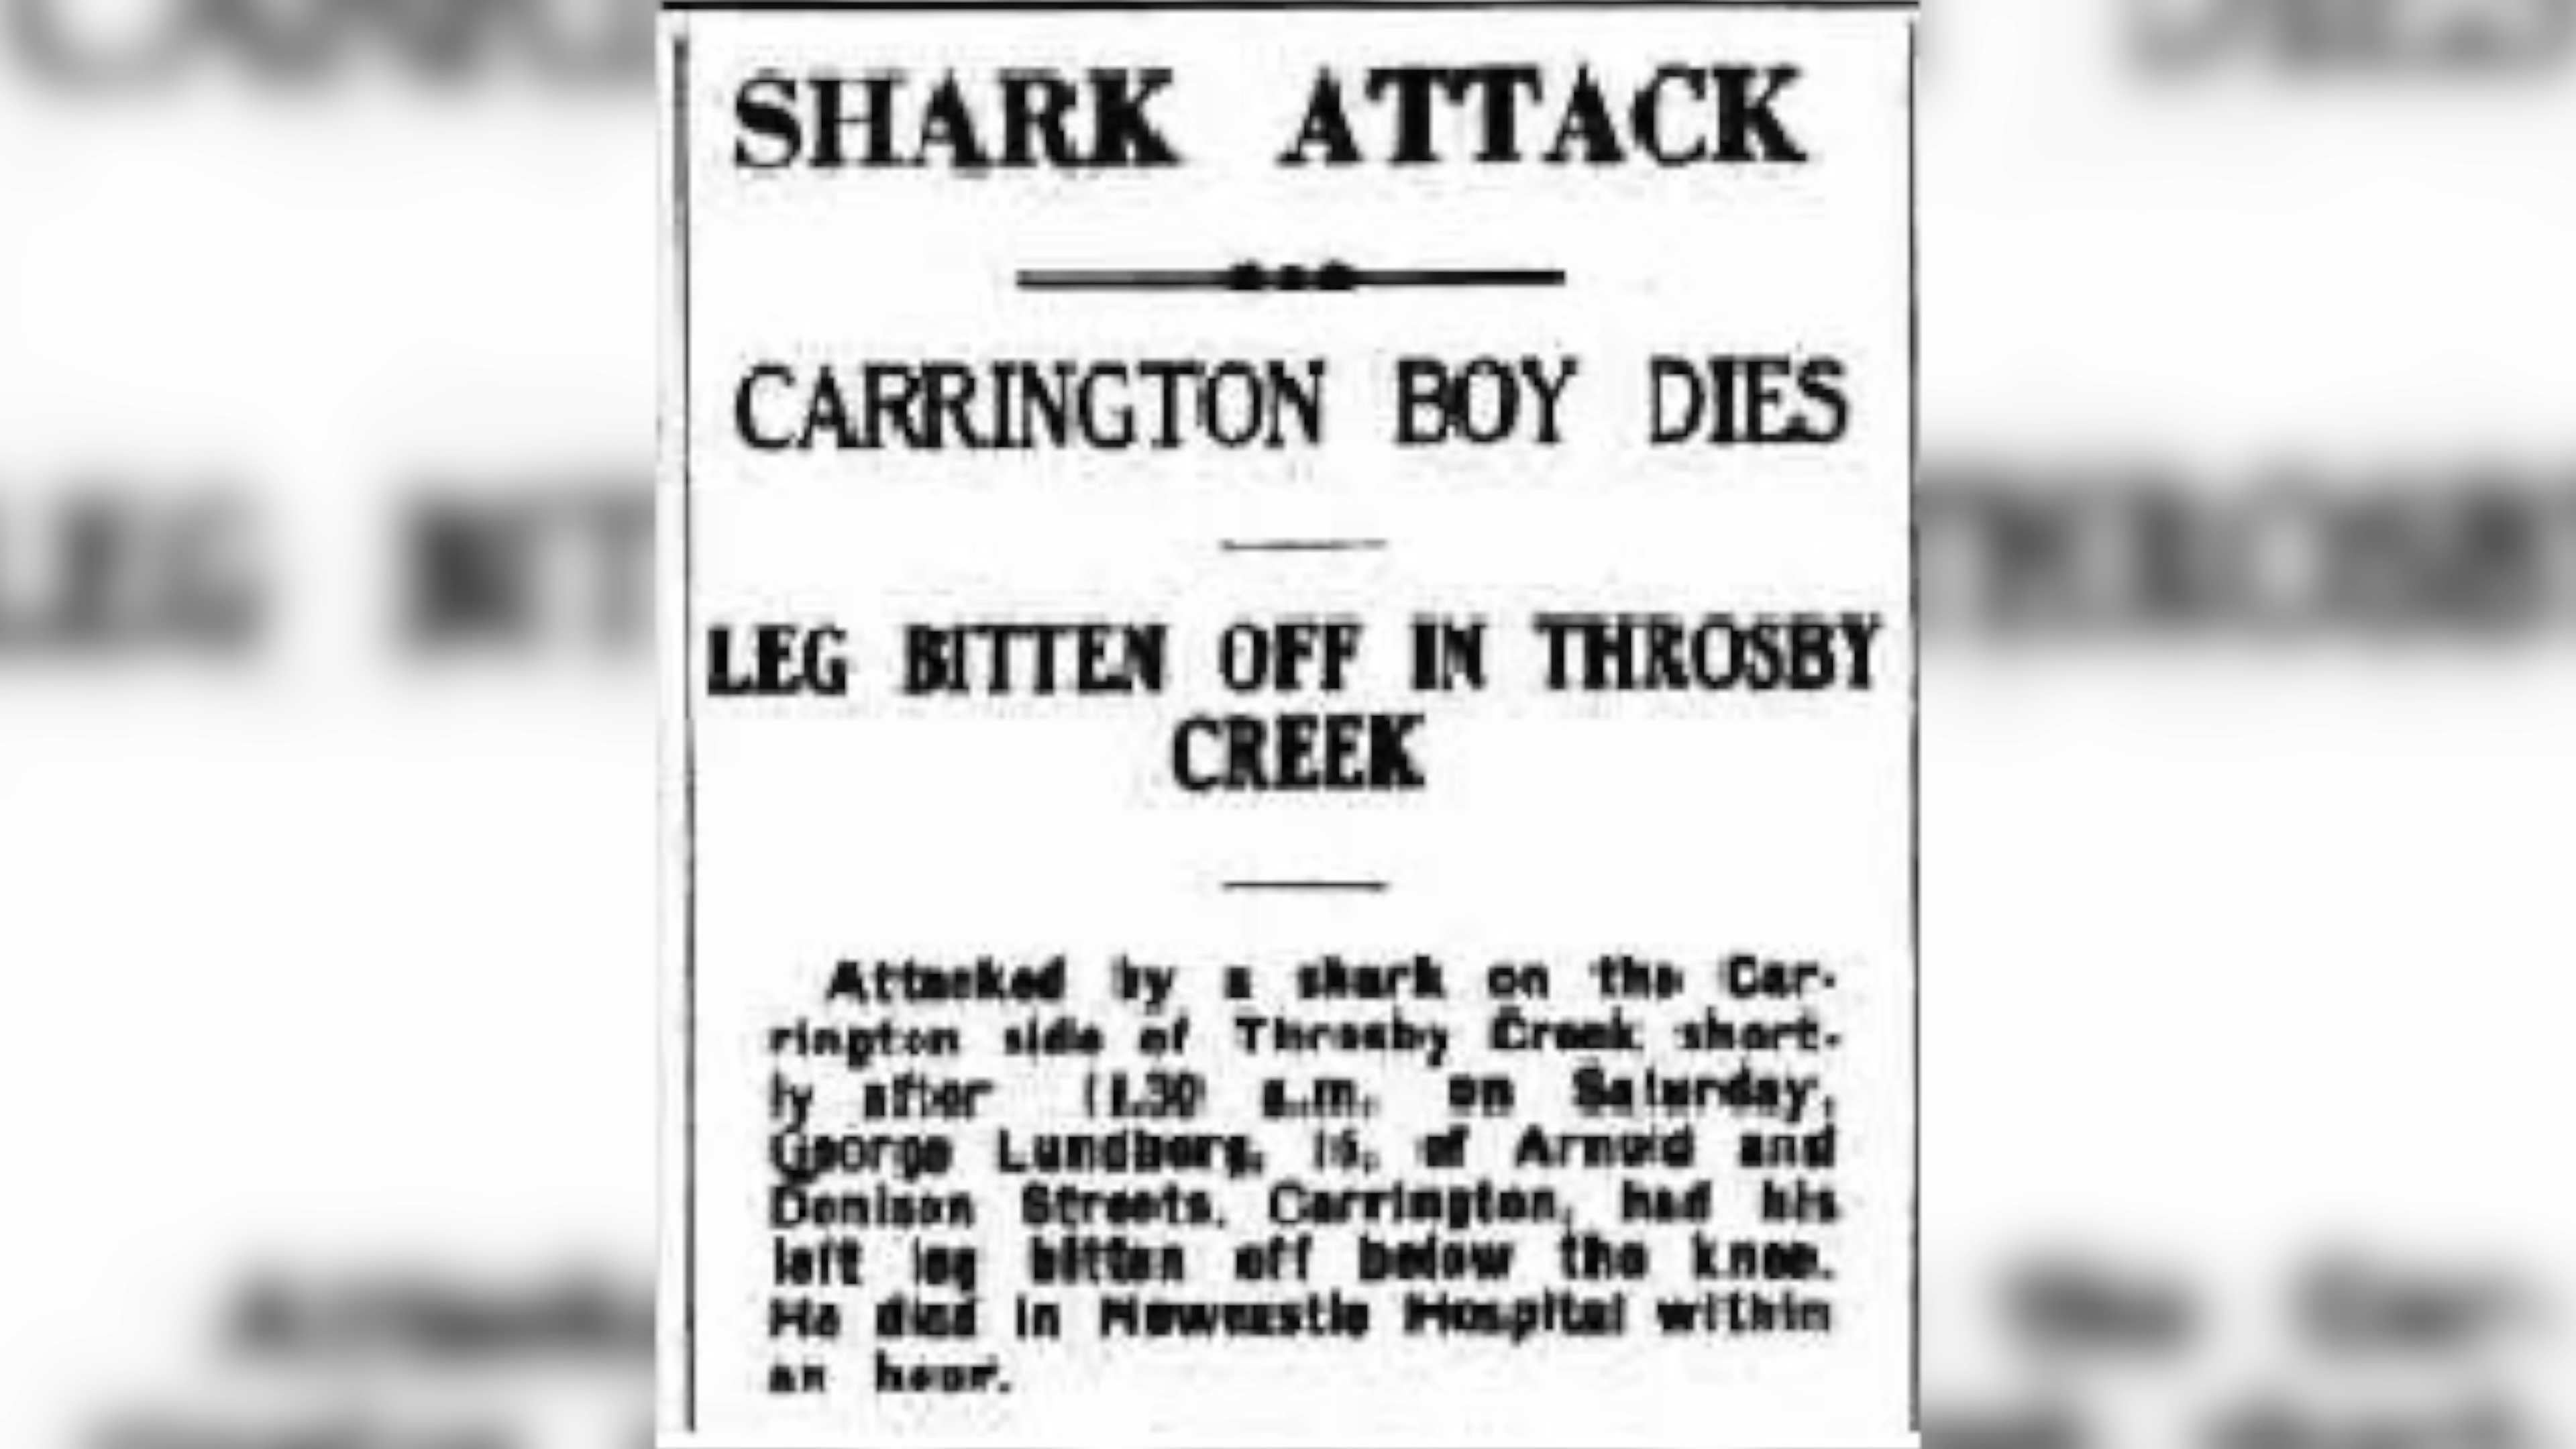 SHARK ATTACK
CARRINGTON BOY DIES
LEG BITTEN OFF IN THROSBY
CREEK
Attacked by a shark on the Car-
rington side of Throsby Creek short-
ly after 11.30 a.m. on Saturday,
George Lundberg, of Arnold and
Denison Streets, Carrington, had his
left leg bitten off below the knee.
He died in Newcastle Hospital within
an hour.